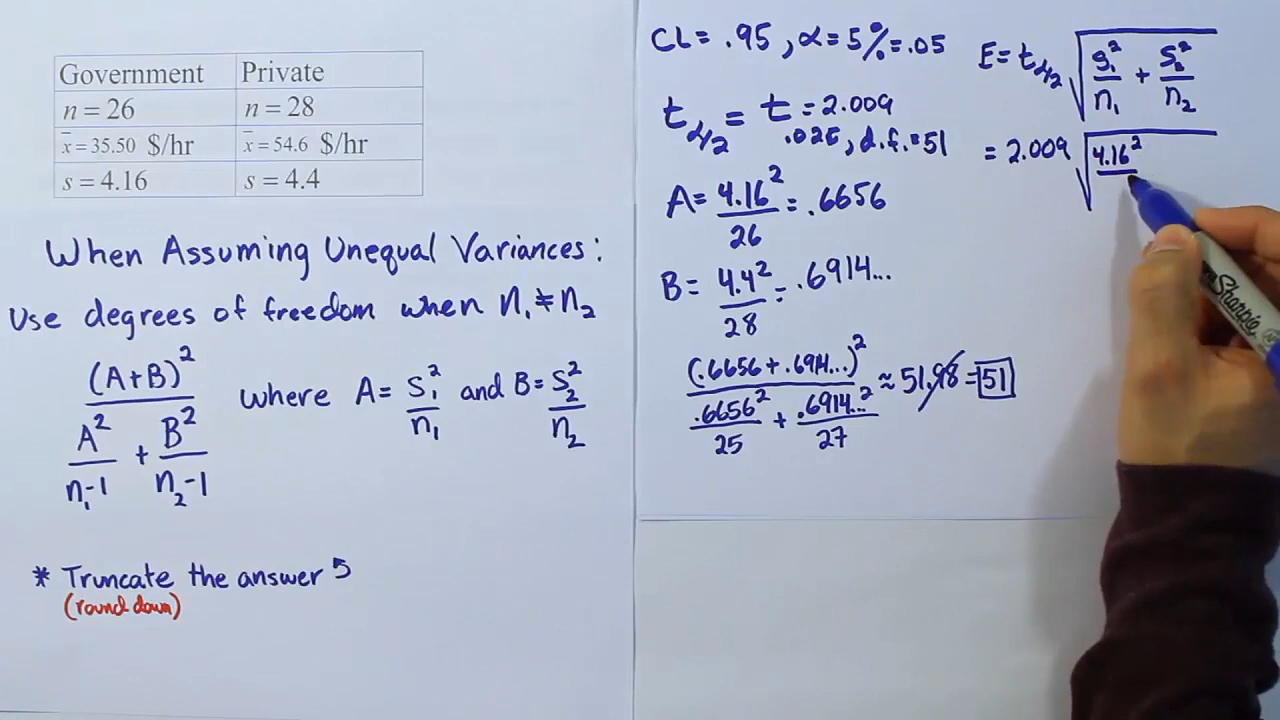 Government Private
n = 26 n = 28
x̄ = 35.50 $/hr x̄ = 54.6 $/hr
s = 4.16 s = 4.4
When Assuming Unequal Variances:
Use degrees of freedom when n₁ ≠ n₂
(A+B)²
A²/(n₁-1) + B²/(n₂-1)
where A = s₁²/n₁ and B = s₂²/n₂
* Truncate the answer 5
(round down)
CL = .95, α = 5% = .05
t α/2 = t .025, d.f. = 51 = 2.009
A = 4.16²/26 = .6656
B = 4.4²/28 = .6914...
(.6656 + .6914...)²
.6656²/25 + .6914...²/27
≈ 51.98 = 51
E = t α/2 √(s₁²/n₁ + s₂²/n₂)
= 2.009 √4.16²
Sharpie